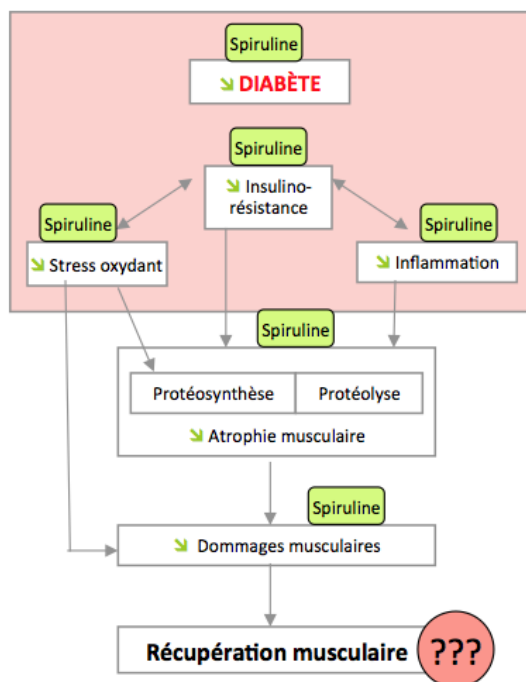 Spiruline
↘ DIABÈTE
Spiruline
↘ Insulino-
résistance
Spiruline
↘ Stress oxydant
Spiruline
↘ Inflammation
Spiruline
Protéosynthèse
Protéolyse
↘ Atrophie musculaire
Spiruline
↘ Dommages musculaires
Récupération musculaire
???